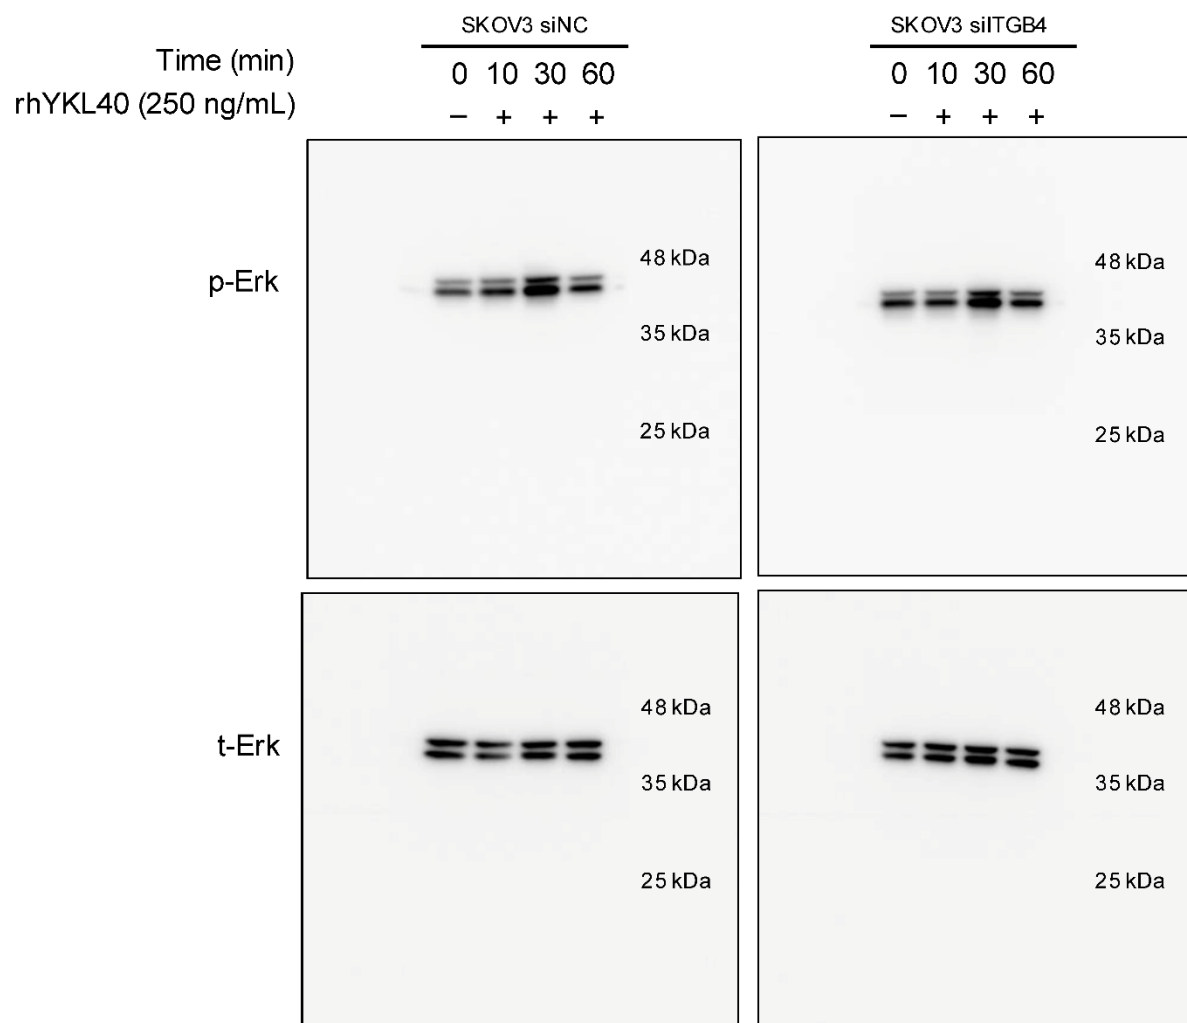 SKOV3 siNC SKOV3 siITGB4
Time (min) 0 10 30 60 0 10 30 60
rhYKL40 (250 ng/mL) – + + + – + + +
p-Erk
48 kDa 48 kDa
35 kDa 35 kDa
25 kDa 25 kDa
t-Erk
48 kDa 48 kDa
35 kDa 35 kDa
25 kDa 25 kDa